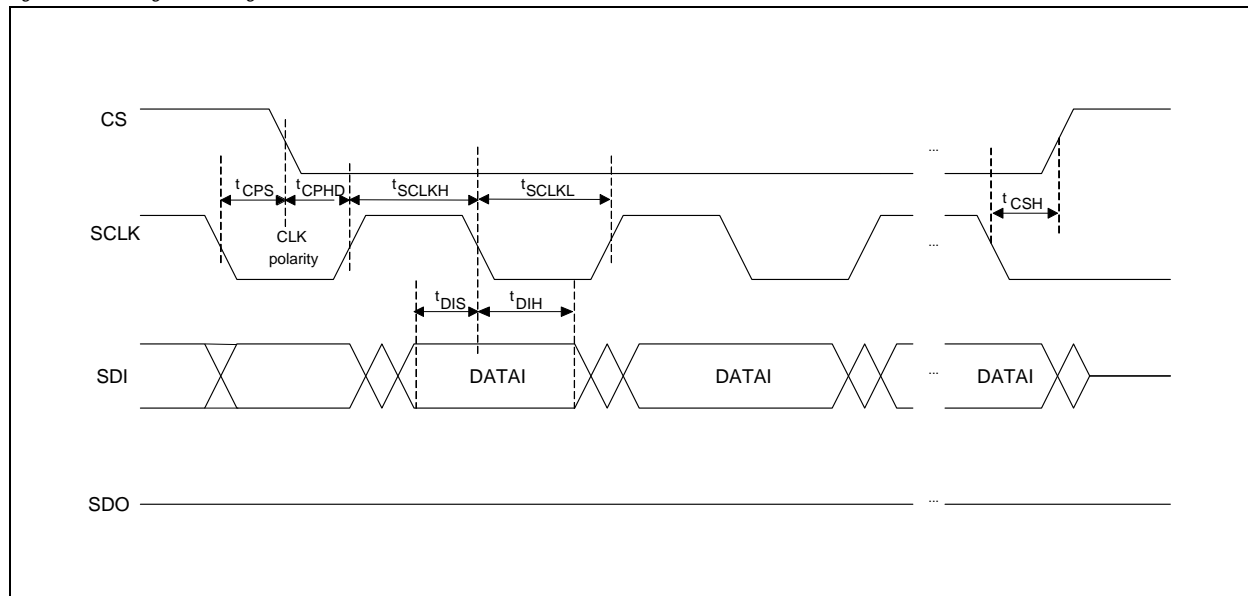 CS
...
tCPS tCPHD tSCLKH tSCLKL
tCSH
SCLK
CLK
polarity
...
tDIS tDIH
SDI
DATAI DATAI ... DATAI
SDO
...